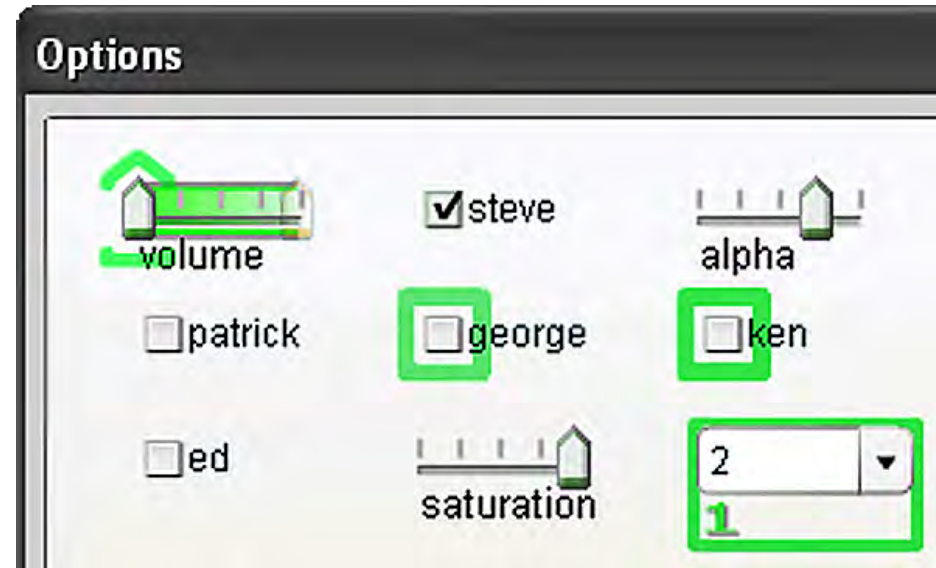 Options
volume
steve
alpha
patrick
george
ken
ed
saturation
2
1